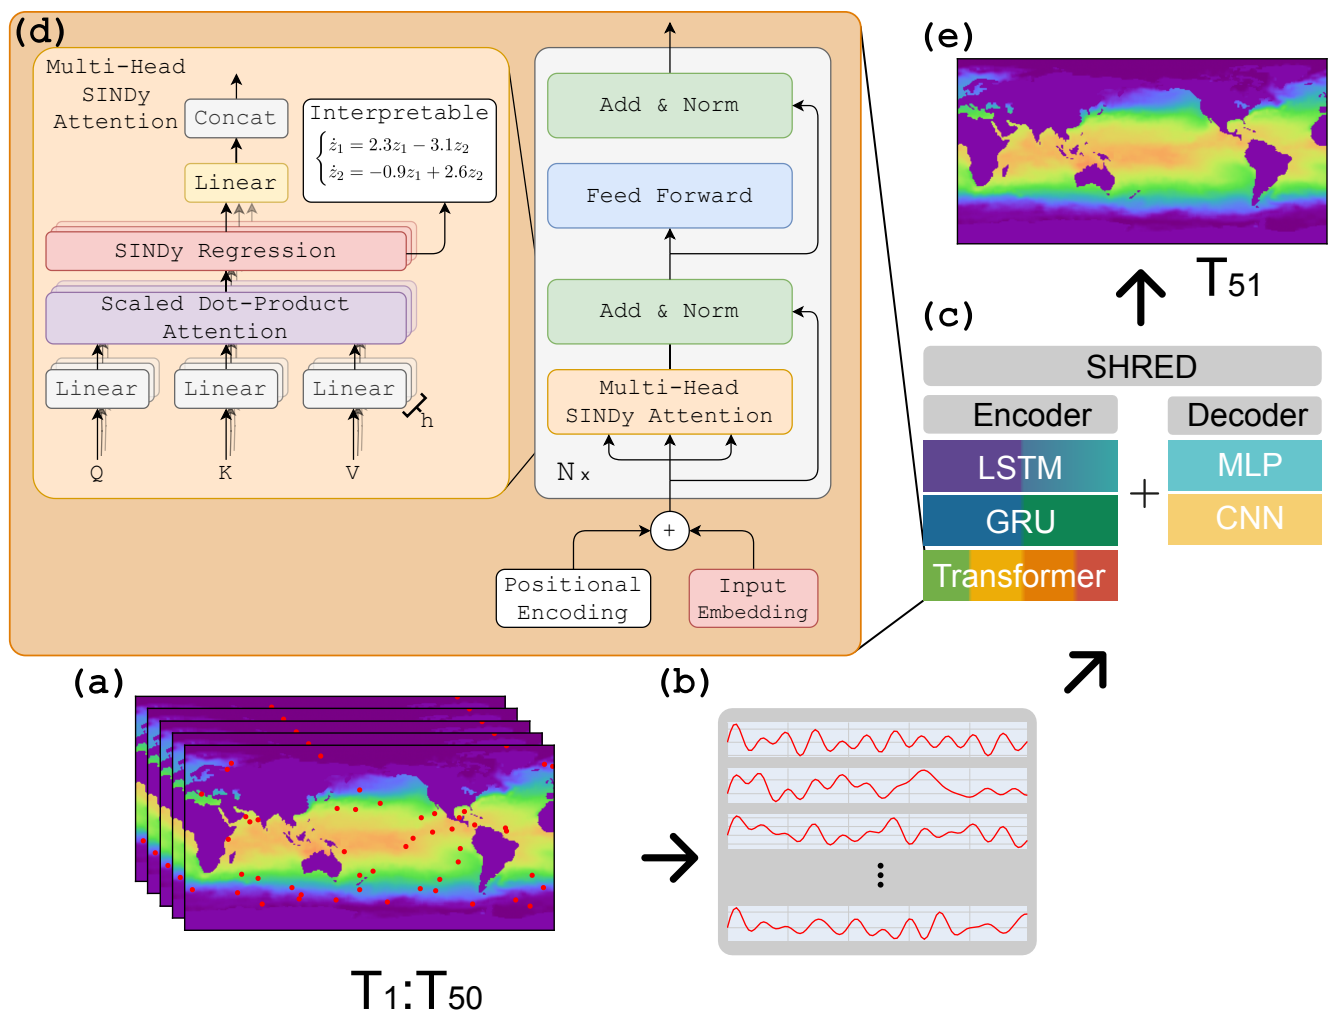 (d)
Multi-Head
SINDy
Attention
Concat
Linear
Interpretable
ż₁ = 2.3z₁ − 3.1z₂
ż₂ = −0.9z₁ + 2.6z₂
SINDy Regression
Scaled Dot-Product
Attention
Linear
Linear
Linear
h
Q
K
V
Add & Norm
Feed Forward
Add & Norm
Multi-Head
SINDy Attention
N x
+
Positional
Encoding
Input
Embedding
(e)
T₅₁
(c)
SHRED
Encoder
Decoder
LSTM
GRU
Transformer
+
MLP
CNN
(a)
T₁:T₅₀
(b)